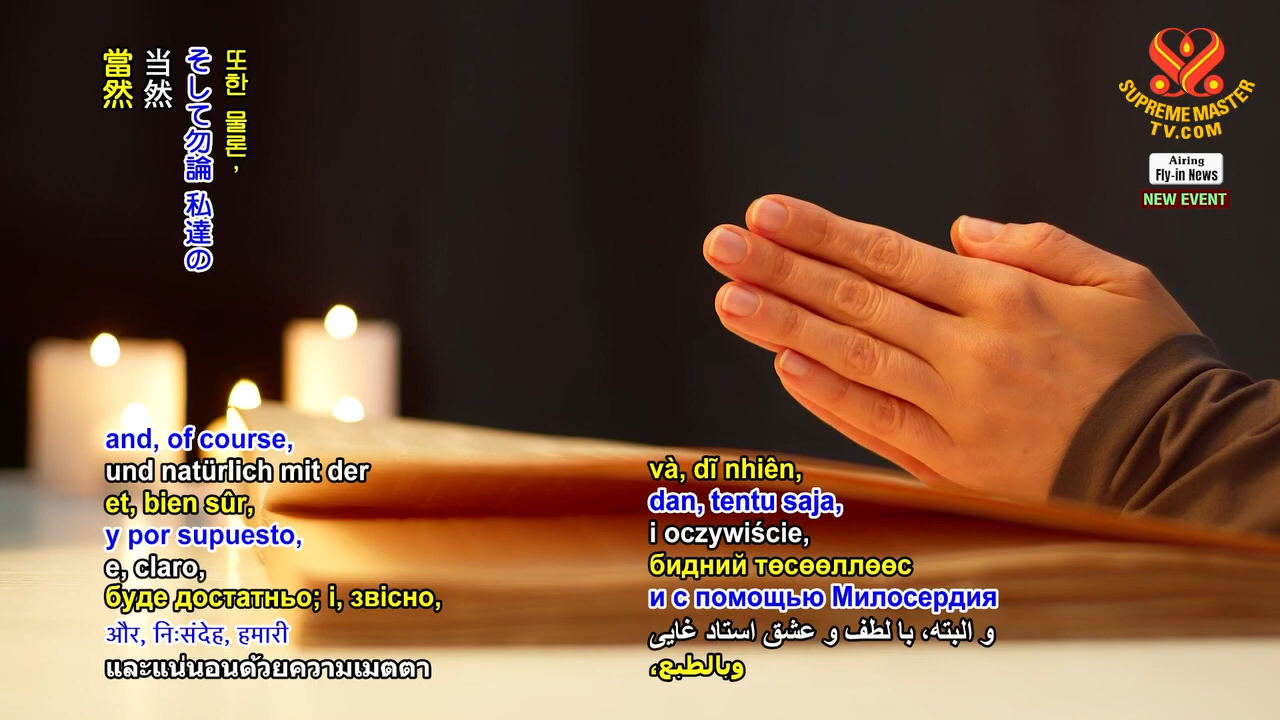 當然
当然
そして勿論 私達の
또한 물론,
SUPREME MASTER
TV.COM
Airing
Fly-in News
NEW EVENT
and, of course,
und natürlich mit der
et, bien sûr,
y por supuesto,
e, claro,
буде достатньо; і, звісно,
और, निःसंदेह, हमारी
และแน่นอนด้วยความเมตตา
và, dĩ nhiên,
dan, tentu saja,
i oczywiście,
бидний төсөөллөөс
и с помощью Милосердия
و البته، با لطف و عشق استاد غایی
وبالطبع،